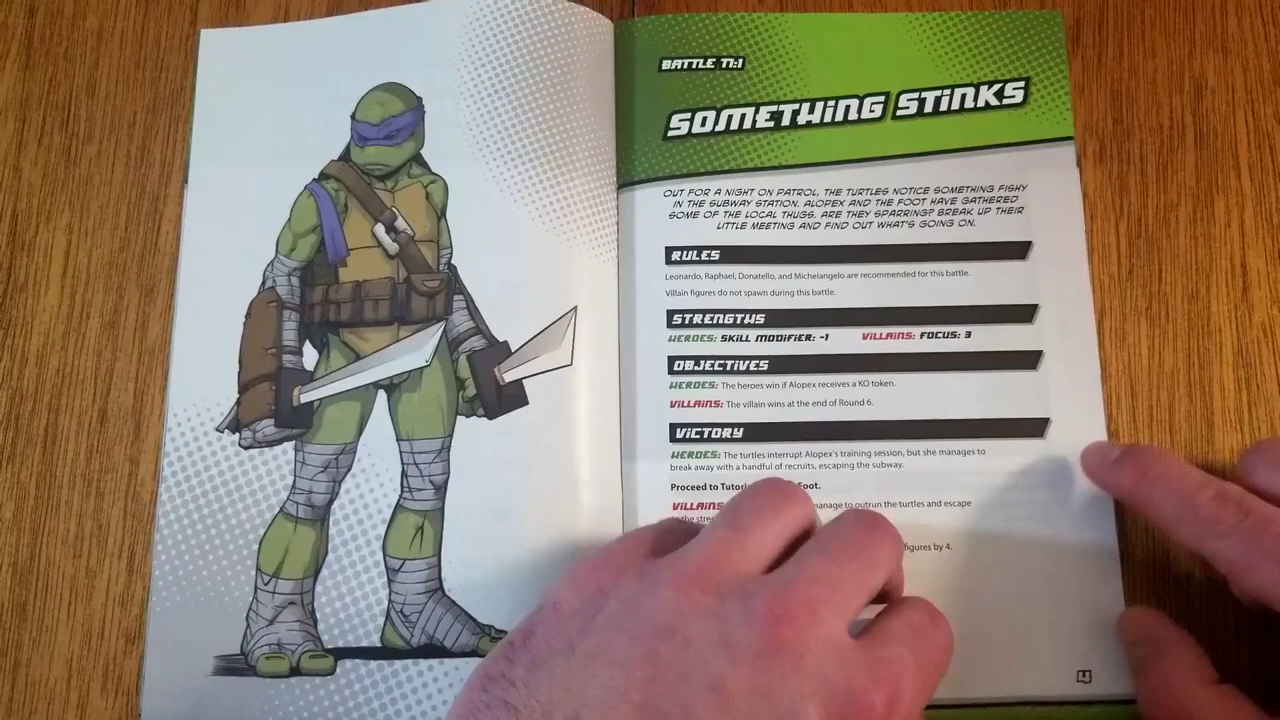 BATTLE T1:1
SOMETHING STINKS
OUT FOR A NIGHT ON PATROL, THE TURTLES NOTICE SOMETHING FISHY
IN THE SUBWAY STATION. ALOPEX AND THE FOOT HAVE GATHERED
SOME OF THE LOCAL THUGS. ARE THEY SPARRING? BREAK UP THEIR
LITTLE MEETING AND FIND OUT WHAT'S GOING ON.
RULES
Leonardo, Raphael, Donatello, and Michelangelo are recommended for this battle.
Villain figures do not spawn during this battle.
STRENGTHS
HEROES: SKILL MODIFIER: -1 VILLAINS: FOCUS: 3
OBJECTIVES
HEROES: The heroes win if Alopex receives a KO token.
VILLAINS: The villain wins at the end of Round 6.
VICTORY
HEROES: The turtles interrupt Alopex's training session, but she manages to
break away with a handful of recruits, escaping the subway.
Proceed to Foot.
manage to outrun the turtles and escape
the
figures by 4.
4